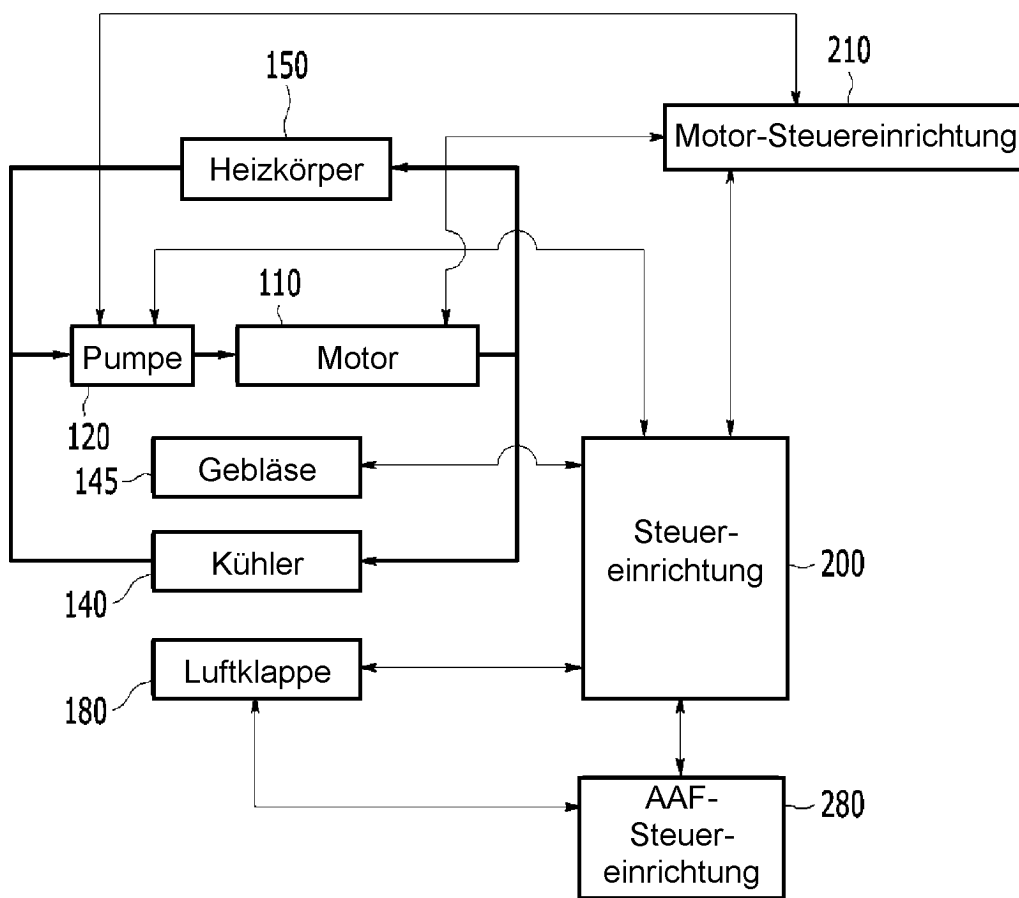 210
150
Motor-Steuereinrichtung
Heizkörper
110
Pumpe
Motor
120
Gebläse
145
Steuer-
einrichtung
200
Kühler
140
Luftklappe
180
AAF-
Steuer-
einrichtung
280